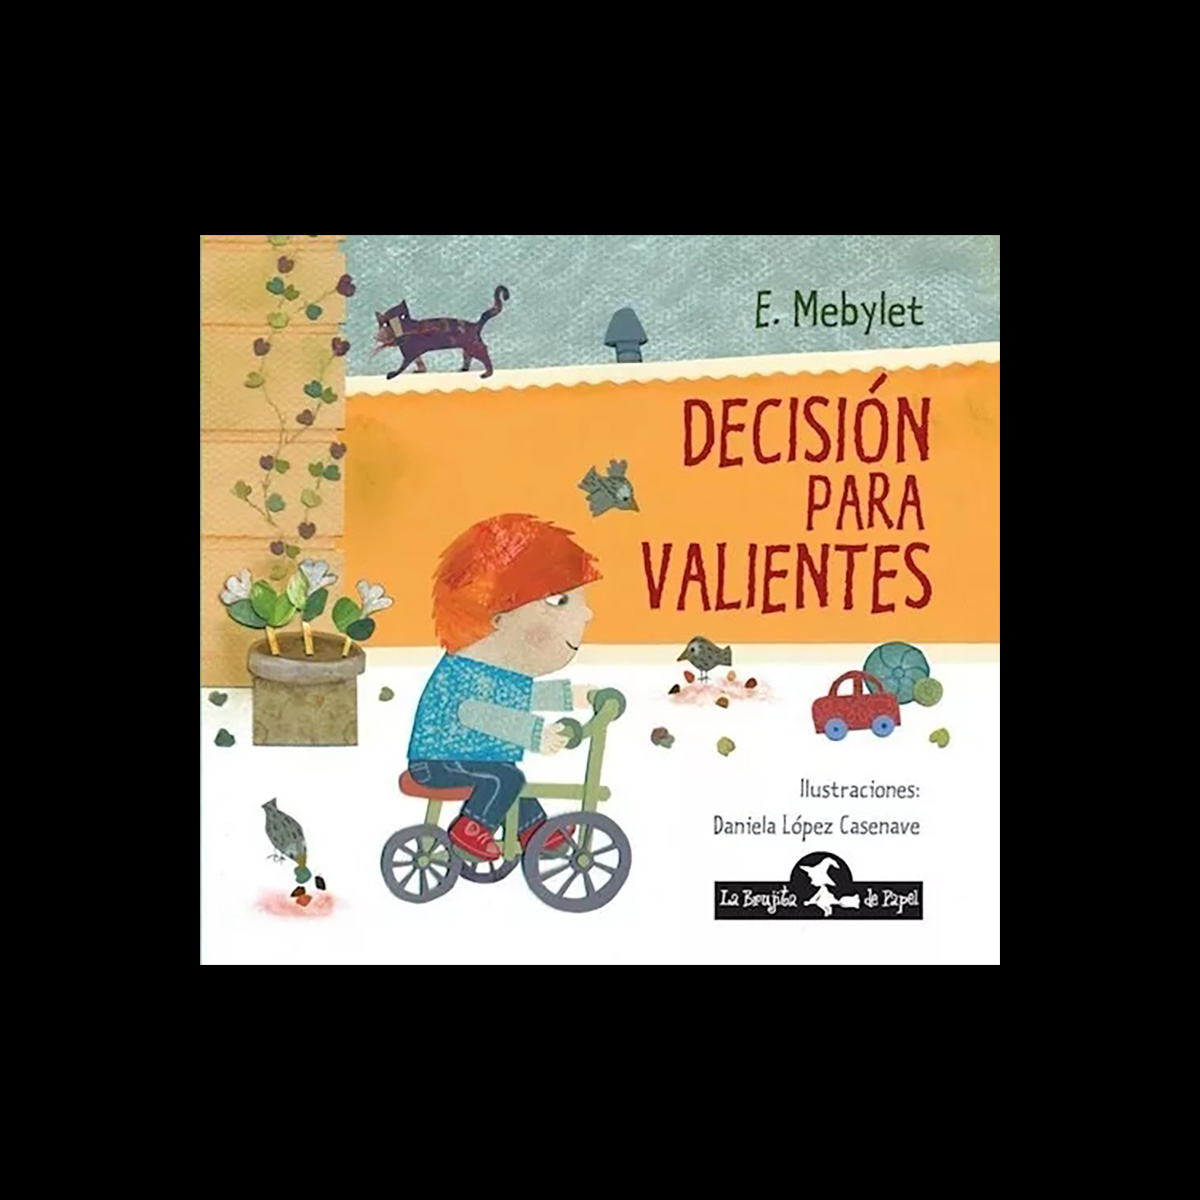 E. Mebylet
DECISIÓN
PARA
VALIENTES
Ilustraciones:
Daniela López Casenave
La Brujita de Papel